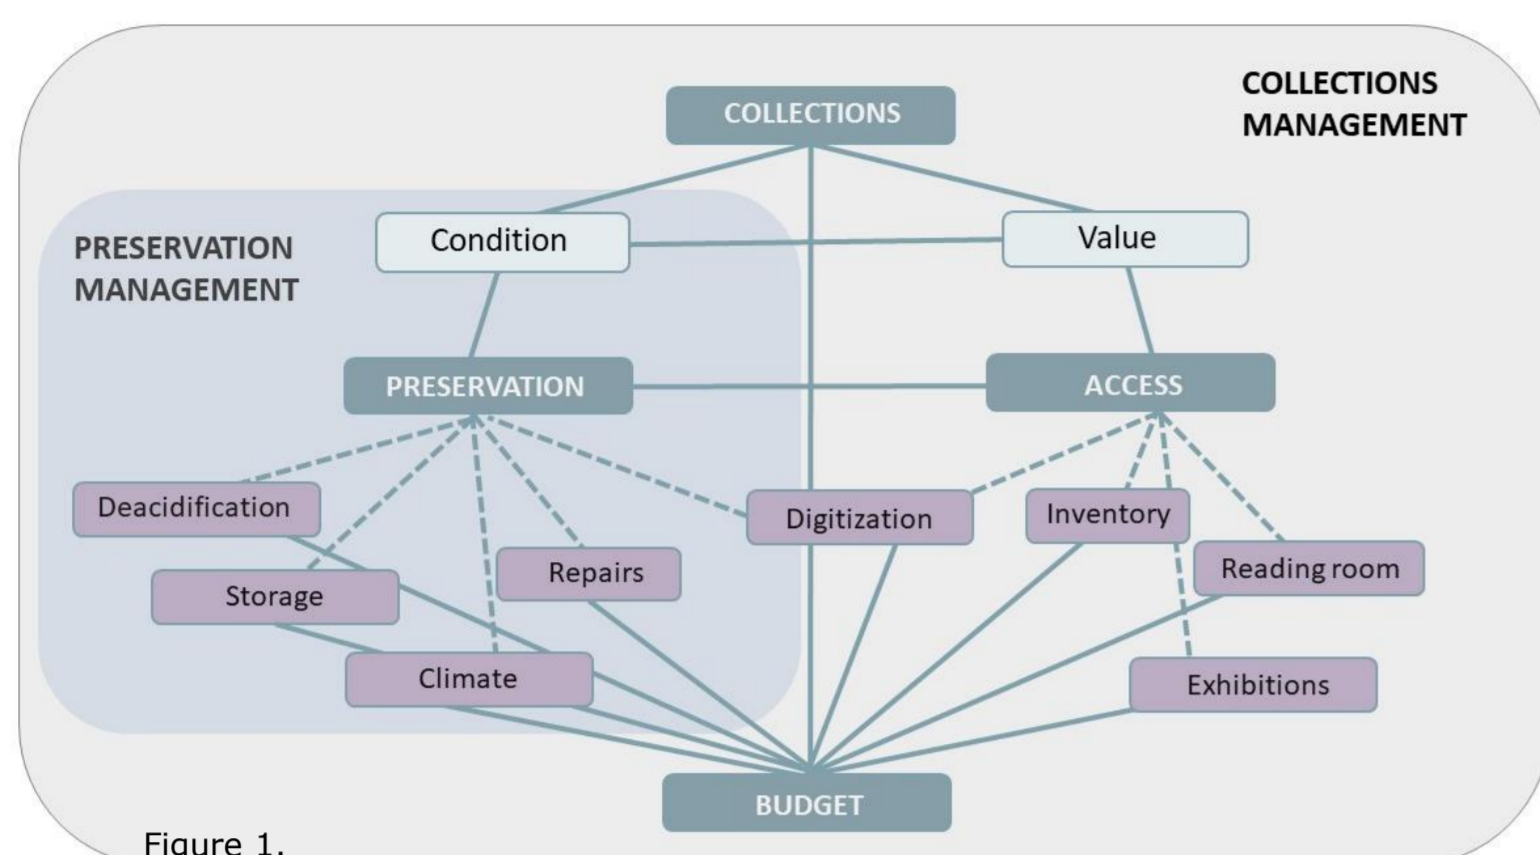 COLLECTIONS
MANAGEMENT
COLLECTIONS
PRESERVATION
MANAGEMENT
Condition
Value
PRESERVATION
ACCESS
Deacidification
Digitization
Inventory
Storage
Repairs
Reading room
Climate
Exhibitions
BUDGET
Figure 1.